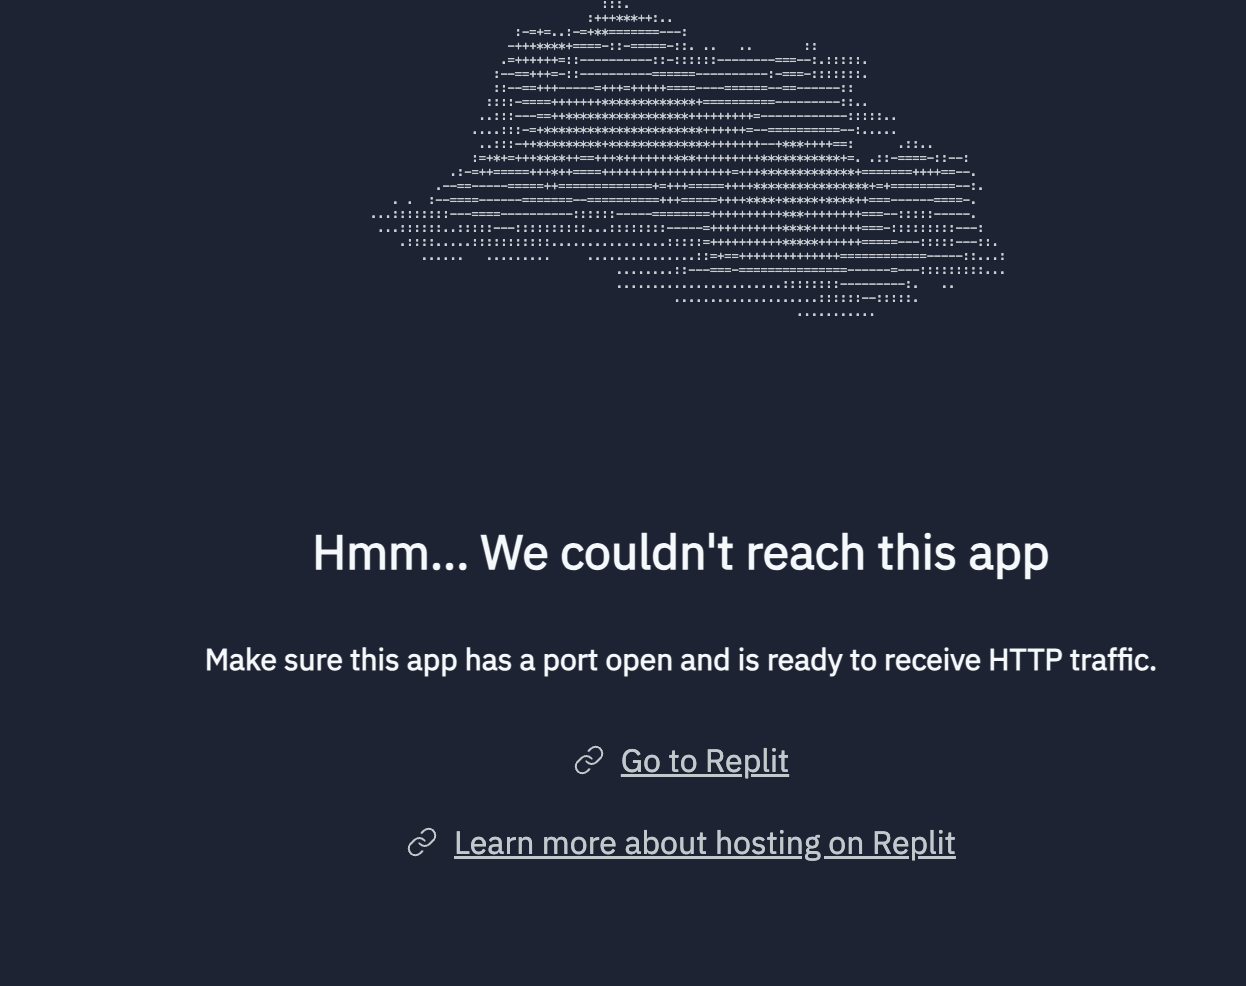 Hmm... We couldn't reach this app
Make sure this app has a port open and is ready to receive HTTP traffic.
Go to Replit
Learn more about hosting on Replit